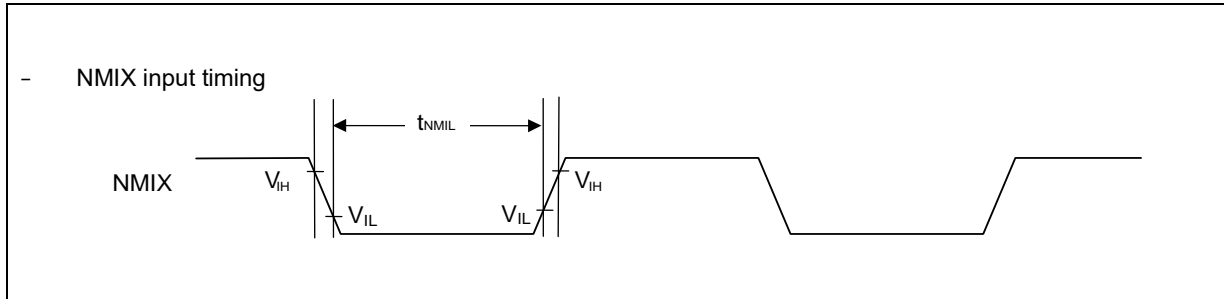 - NMIX input timing
tNMIL
NMIX
VIH
VIL
VIL
VIH